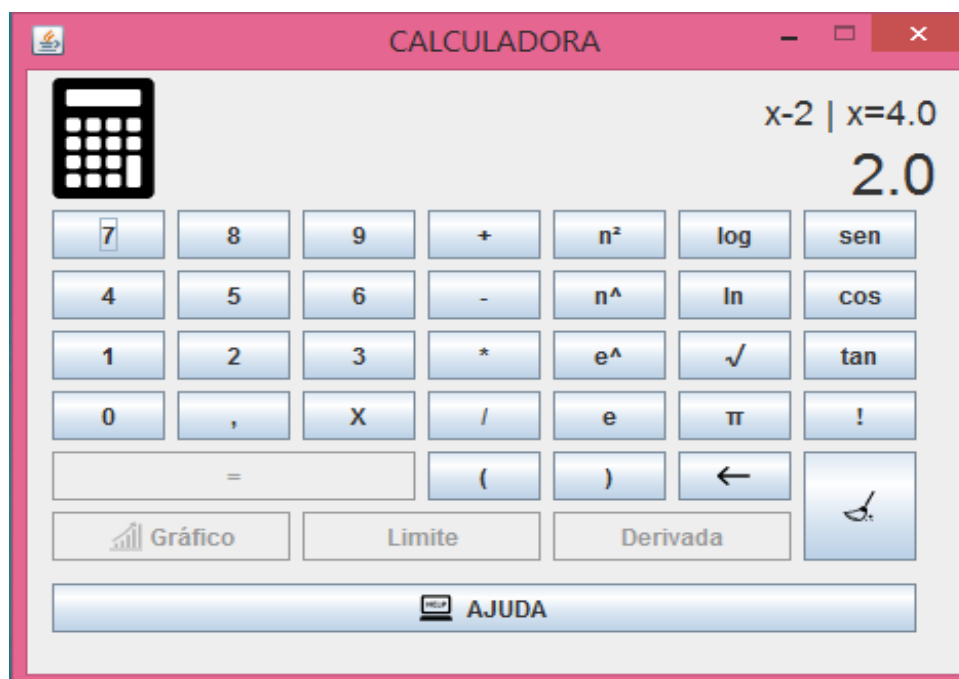 CALCULADORA
x-2 | x=4.0
2.0
7 8 9 + n² log sen
4 5 6 - n^ ln cos
1 2 3 * e^ √ tan
0 , X / e π !
= ( ) ←
Gráfico Limite Derivada
HELP AJUDA